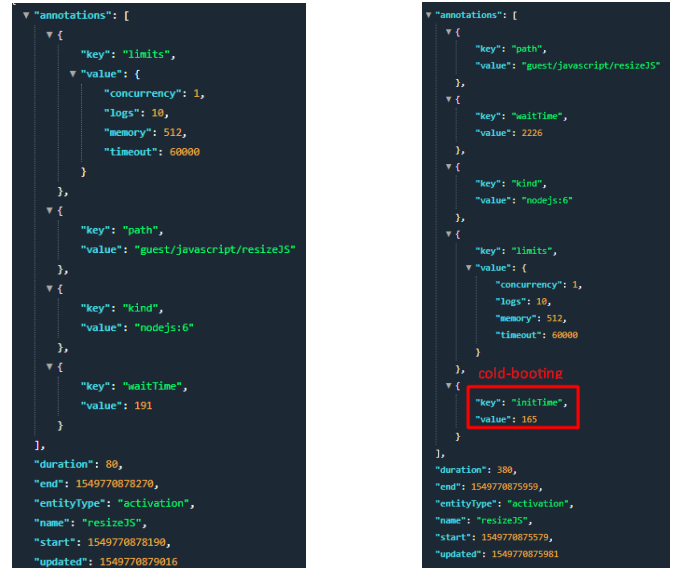 "annotations": [
{
"key": "limits",
"value": {
"concurrency": 1,
"logs": 10,
"memory": 512,
"timeout": 60000
}
},
{
"key": "path",
"value": "guest/javascript/resizeJS"
},
{
"key": "kind",
"value": "nodejs:6"
},
{
"key": "waitTime",
"value": 191
}
],
"duration": 80,
"end": 1549770878270,
"entityType": "activation",
"name": "resizeJS",
"start": 1549770878190,
"updated": 1549770879016
"annotations": [
{
"key": "path",
"value": "guest/javascript/resizeJS"
},
{
"key": "waitTime",
"value": 2226
},
{
"key": "kind",
"value": "nodejs:6"
},
{
"key": "limits",
"value": {
"concurrency": 1,
"logs": 10,
"memory": 512,
"timeout": 60000
}
},
cold-booting
{
"key": "initTime",
"value": 165
}
],
"duration": 380,
"end": 1549770875959,
"entityType": "activation",
"name": "resizeJS",
"start": 1549770875579,
"updated": 1549770875981